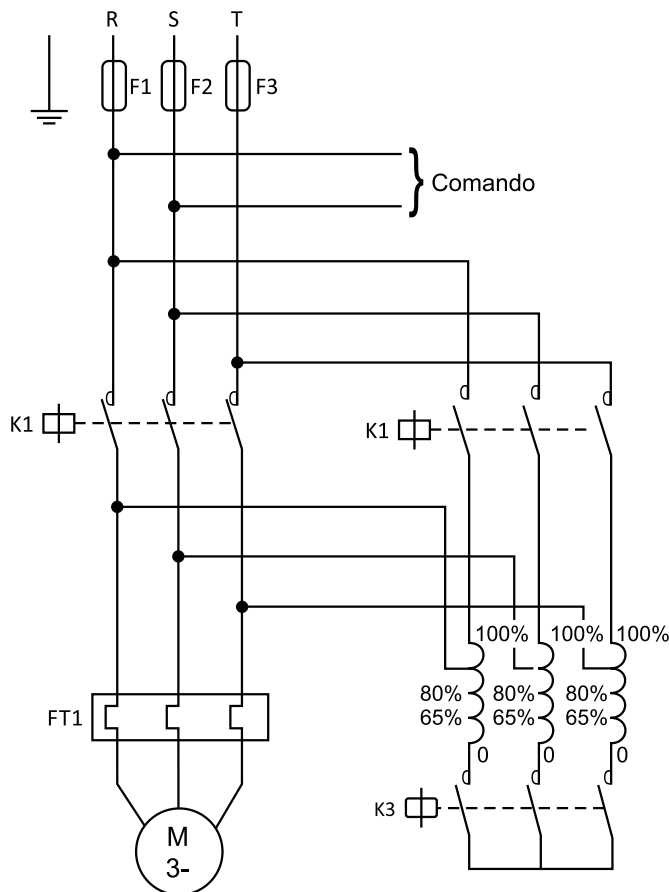 R S T
F1 F2 F3
Comando
K1
K1
100% 100% 100%
80% 80% 80%
65% 65% 65%
FT1
0 0 0
K3
M
3-